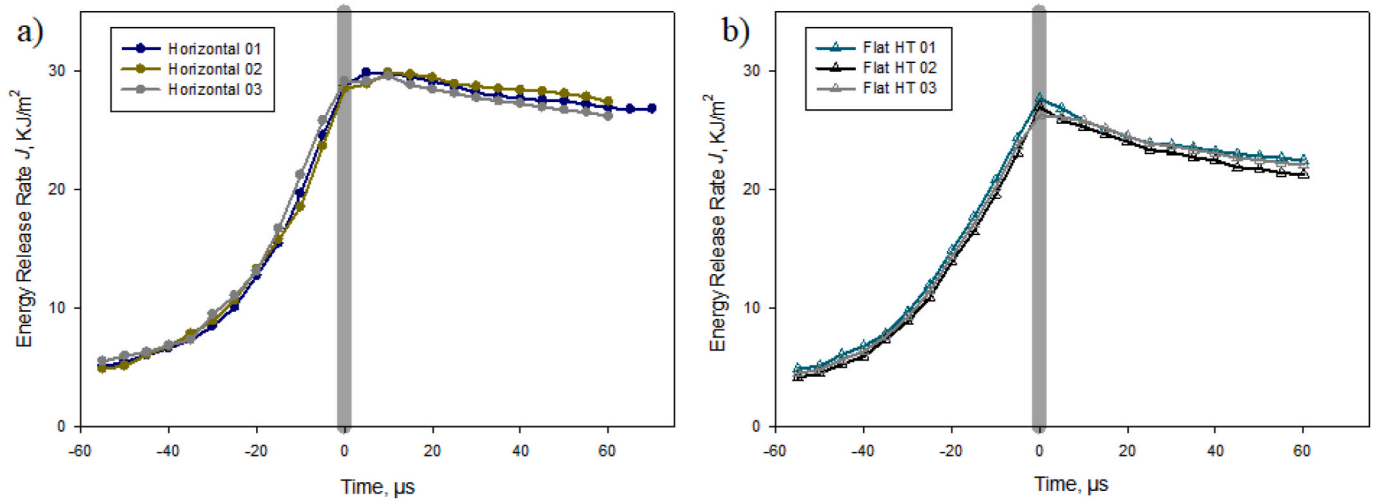 a)
Horizontal 01
Horizontal 02
Horizontal 03
Energy Release Rate J, KJ/m²
30
20
10
0
-60
-40
-20
0
20
40
60
Time, µs
b)
Flat HT 01
Flat HT 02
Flat HT 03
Energy Release Rate J, KJ/m²
30
20
10
0
-60
-40
-20
0
20
40
60
Time, µs